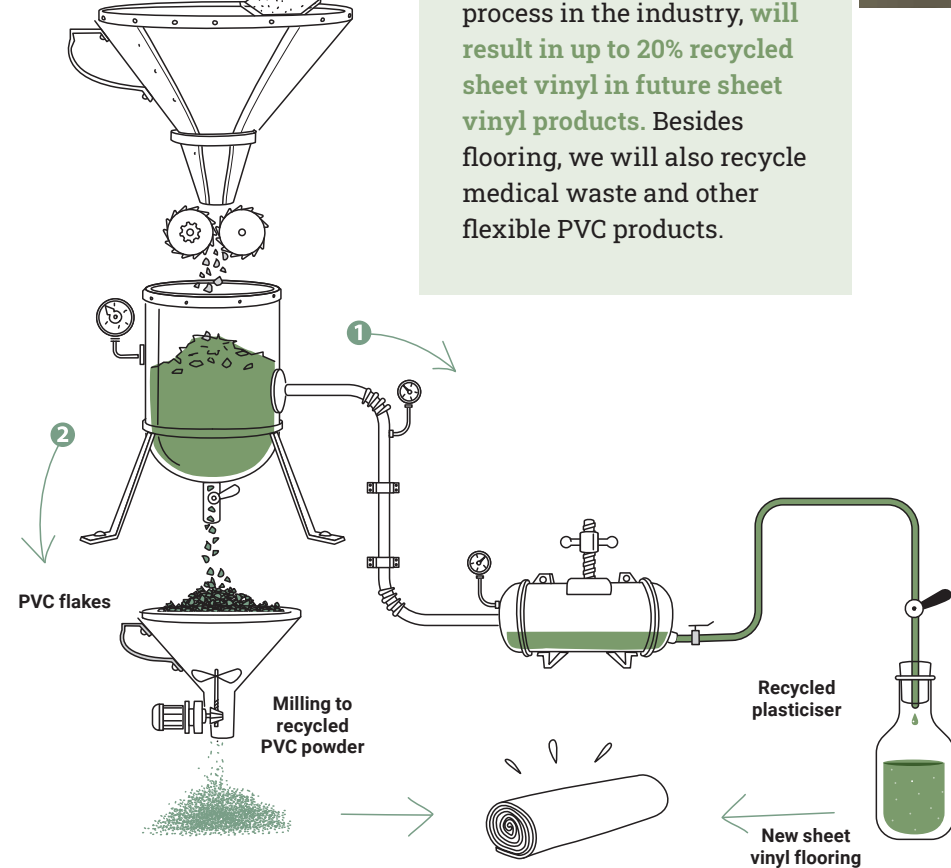 process in the industry, will
result in up to 20% recycled
sheet vinyl in future sheet
vinyl products. Besides
flooring, we will also recycle
medical waste and other
flexible PVC products.
1
2
PVC flakes
Milling to
recycled
PVC powder
Recycled
plasticiser
New sheet
vinyl flooring